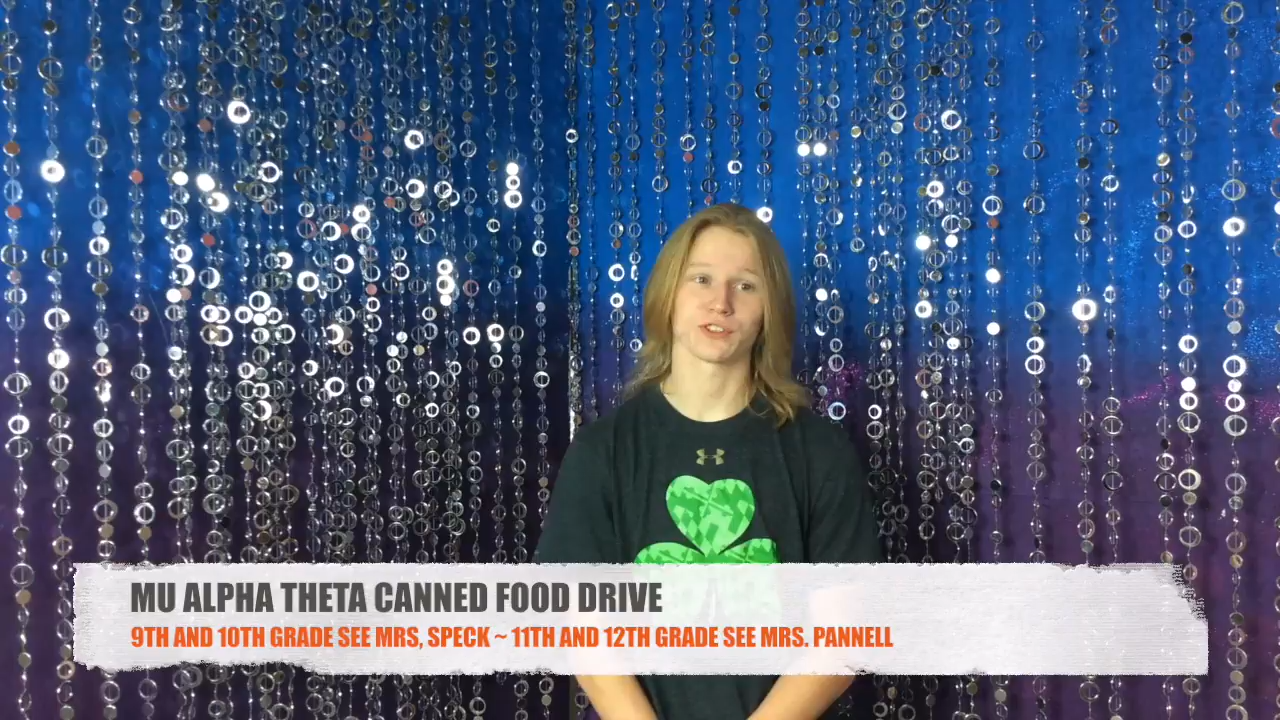 MU ALPHA THETA CANNED FOOD DRIVE
9TH AND 10TH GRADE SEE MRS, SPECK ~ 11TH AND 12TH GRADE SEE MRS. PANNELL